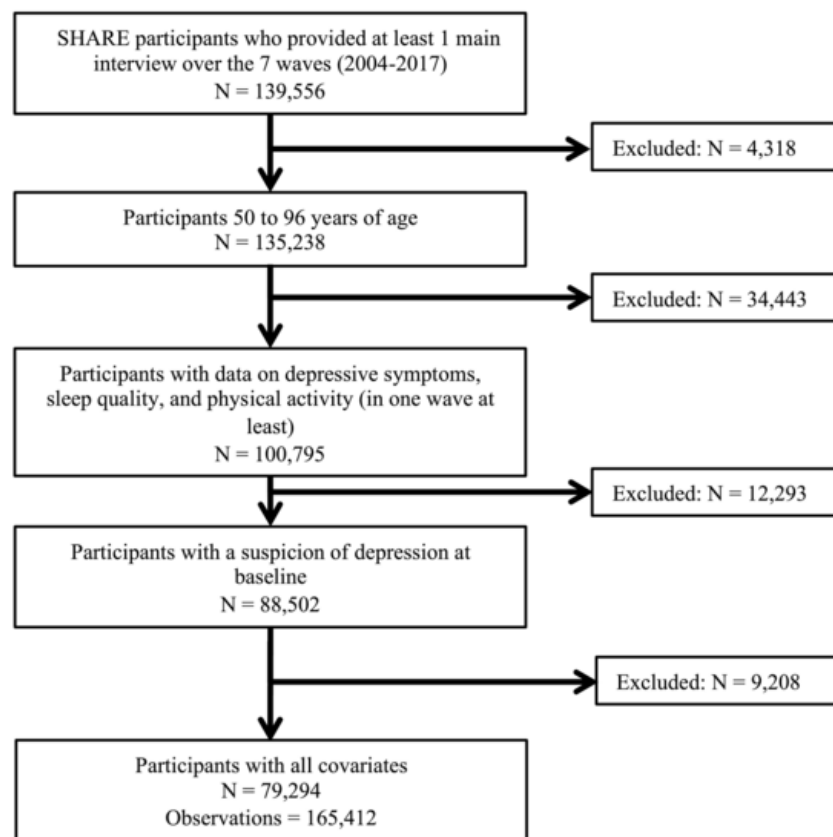 SHARE participants who provided at least 1 main
interview over the 7 waves (2004-2017)
N = 139,556
Excluded: N = 4,318
Participants 50 to 96 years of age
N = 135,238
Excluded: N = 34,443
Participants with data on depressive symptoms,
sleep quality, and physical activity (in one wave at
least)
N = 100,795
Excluded: N = 12,293
Participants with a suspicion of depression at
baseline
N = 88,502
Excluded: N = 9,208
Participants with all covariates
N = 79,294
Observations = 165,412